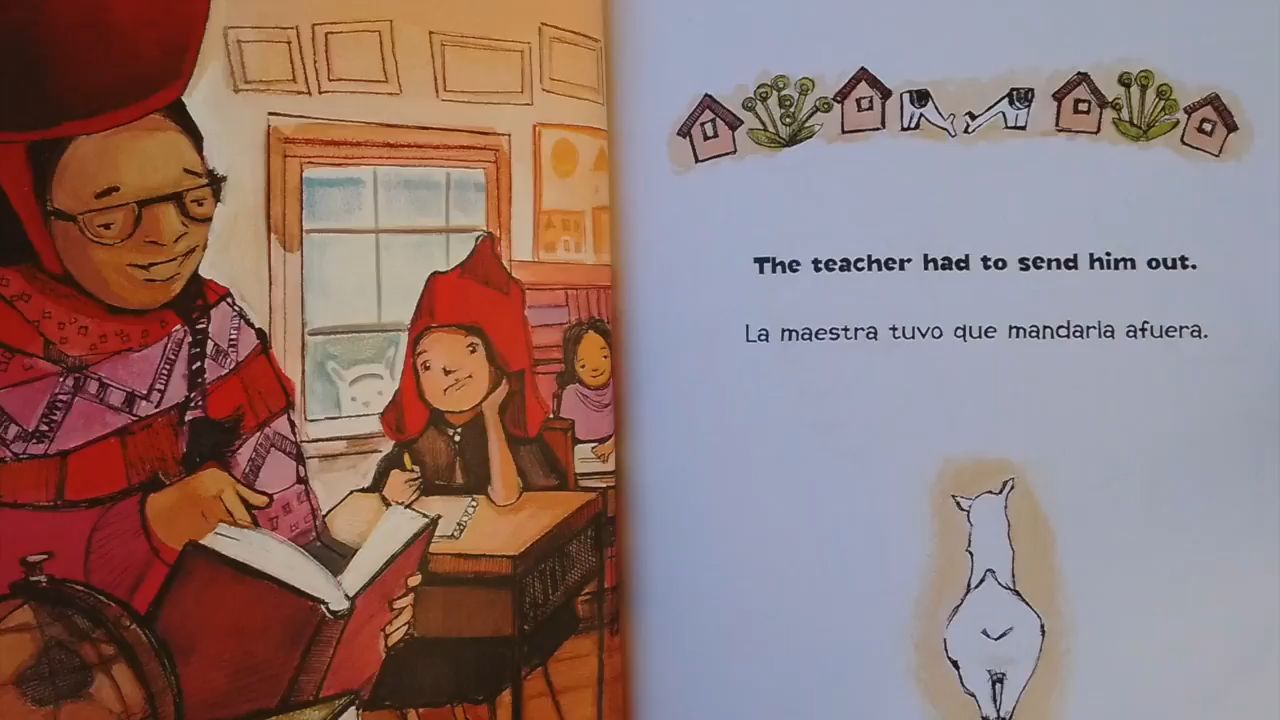 The teacher had to send him out.
La maestra tuvo que mandarla afuera.